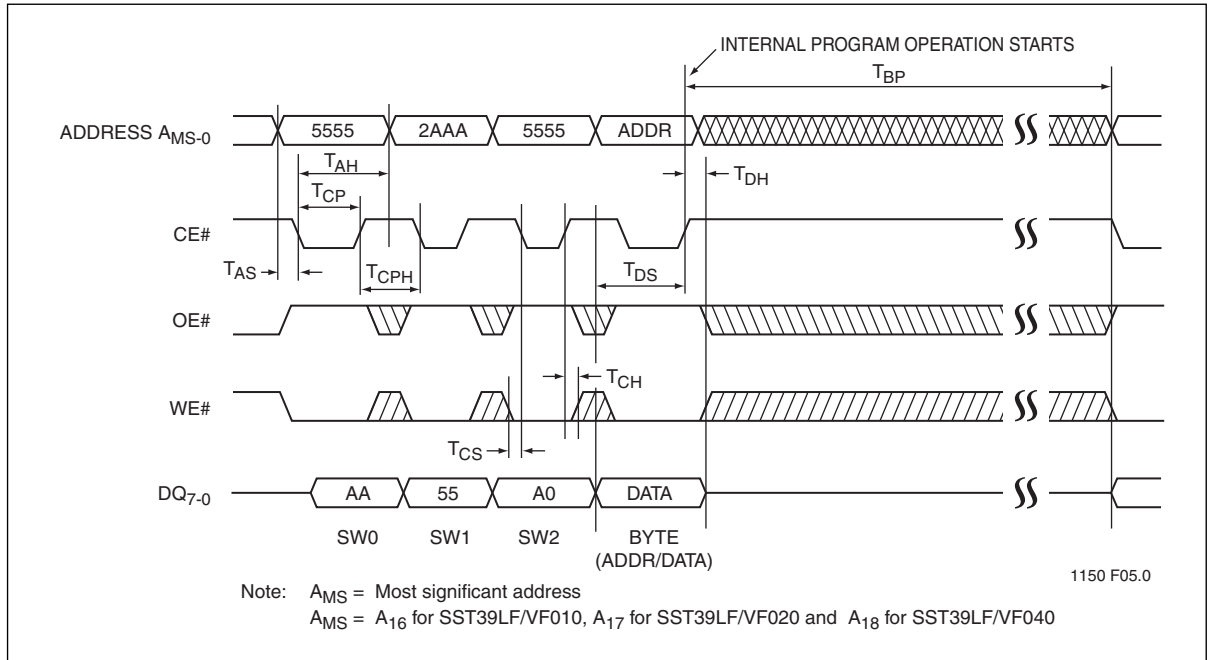 INTERNAL PROGRAM OPERATION STARTS
TBP
ADDRESS AMS-0
5555
2AAA
5555
ADDR
TAH
TDH
TCP
CE#
TAS
TCPH
TDS
OE#
TCH
WE#
TCS
DQ7-0
AA
55
A0
DATA
SW0
SW1
SW2
BYTE
(ADDR/DATA)
1150 F05.0
Note: AMS = Most significant address
AMS = A16 for SST39LF/VF010, A17 for SST39LF/VF020 and A18 for SST39LF/VF040